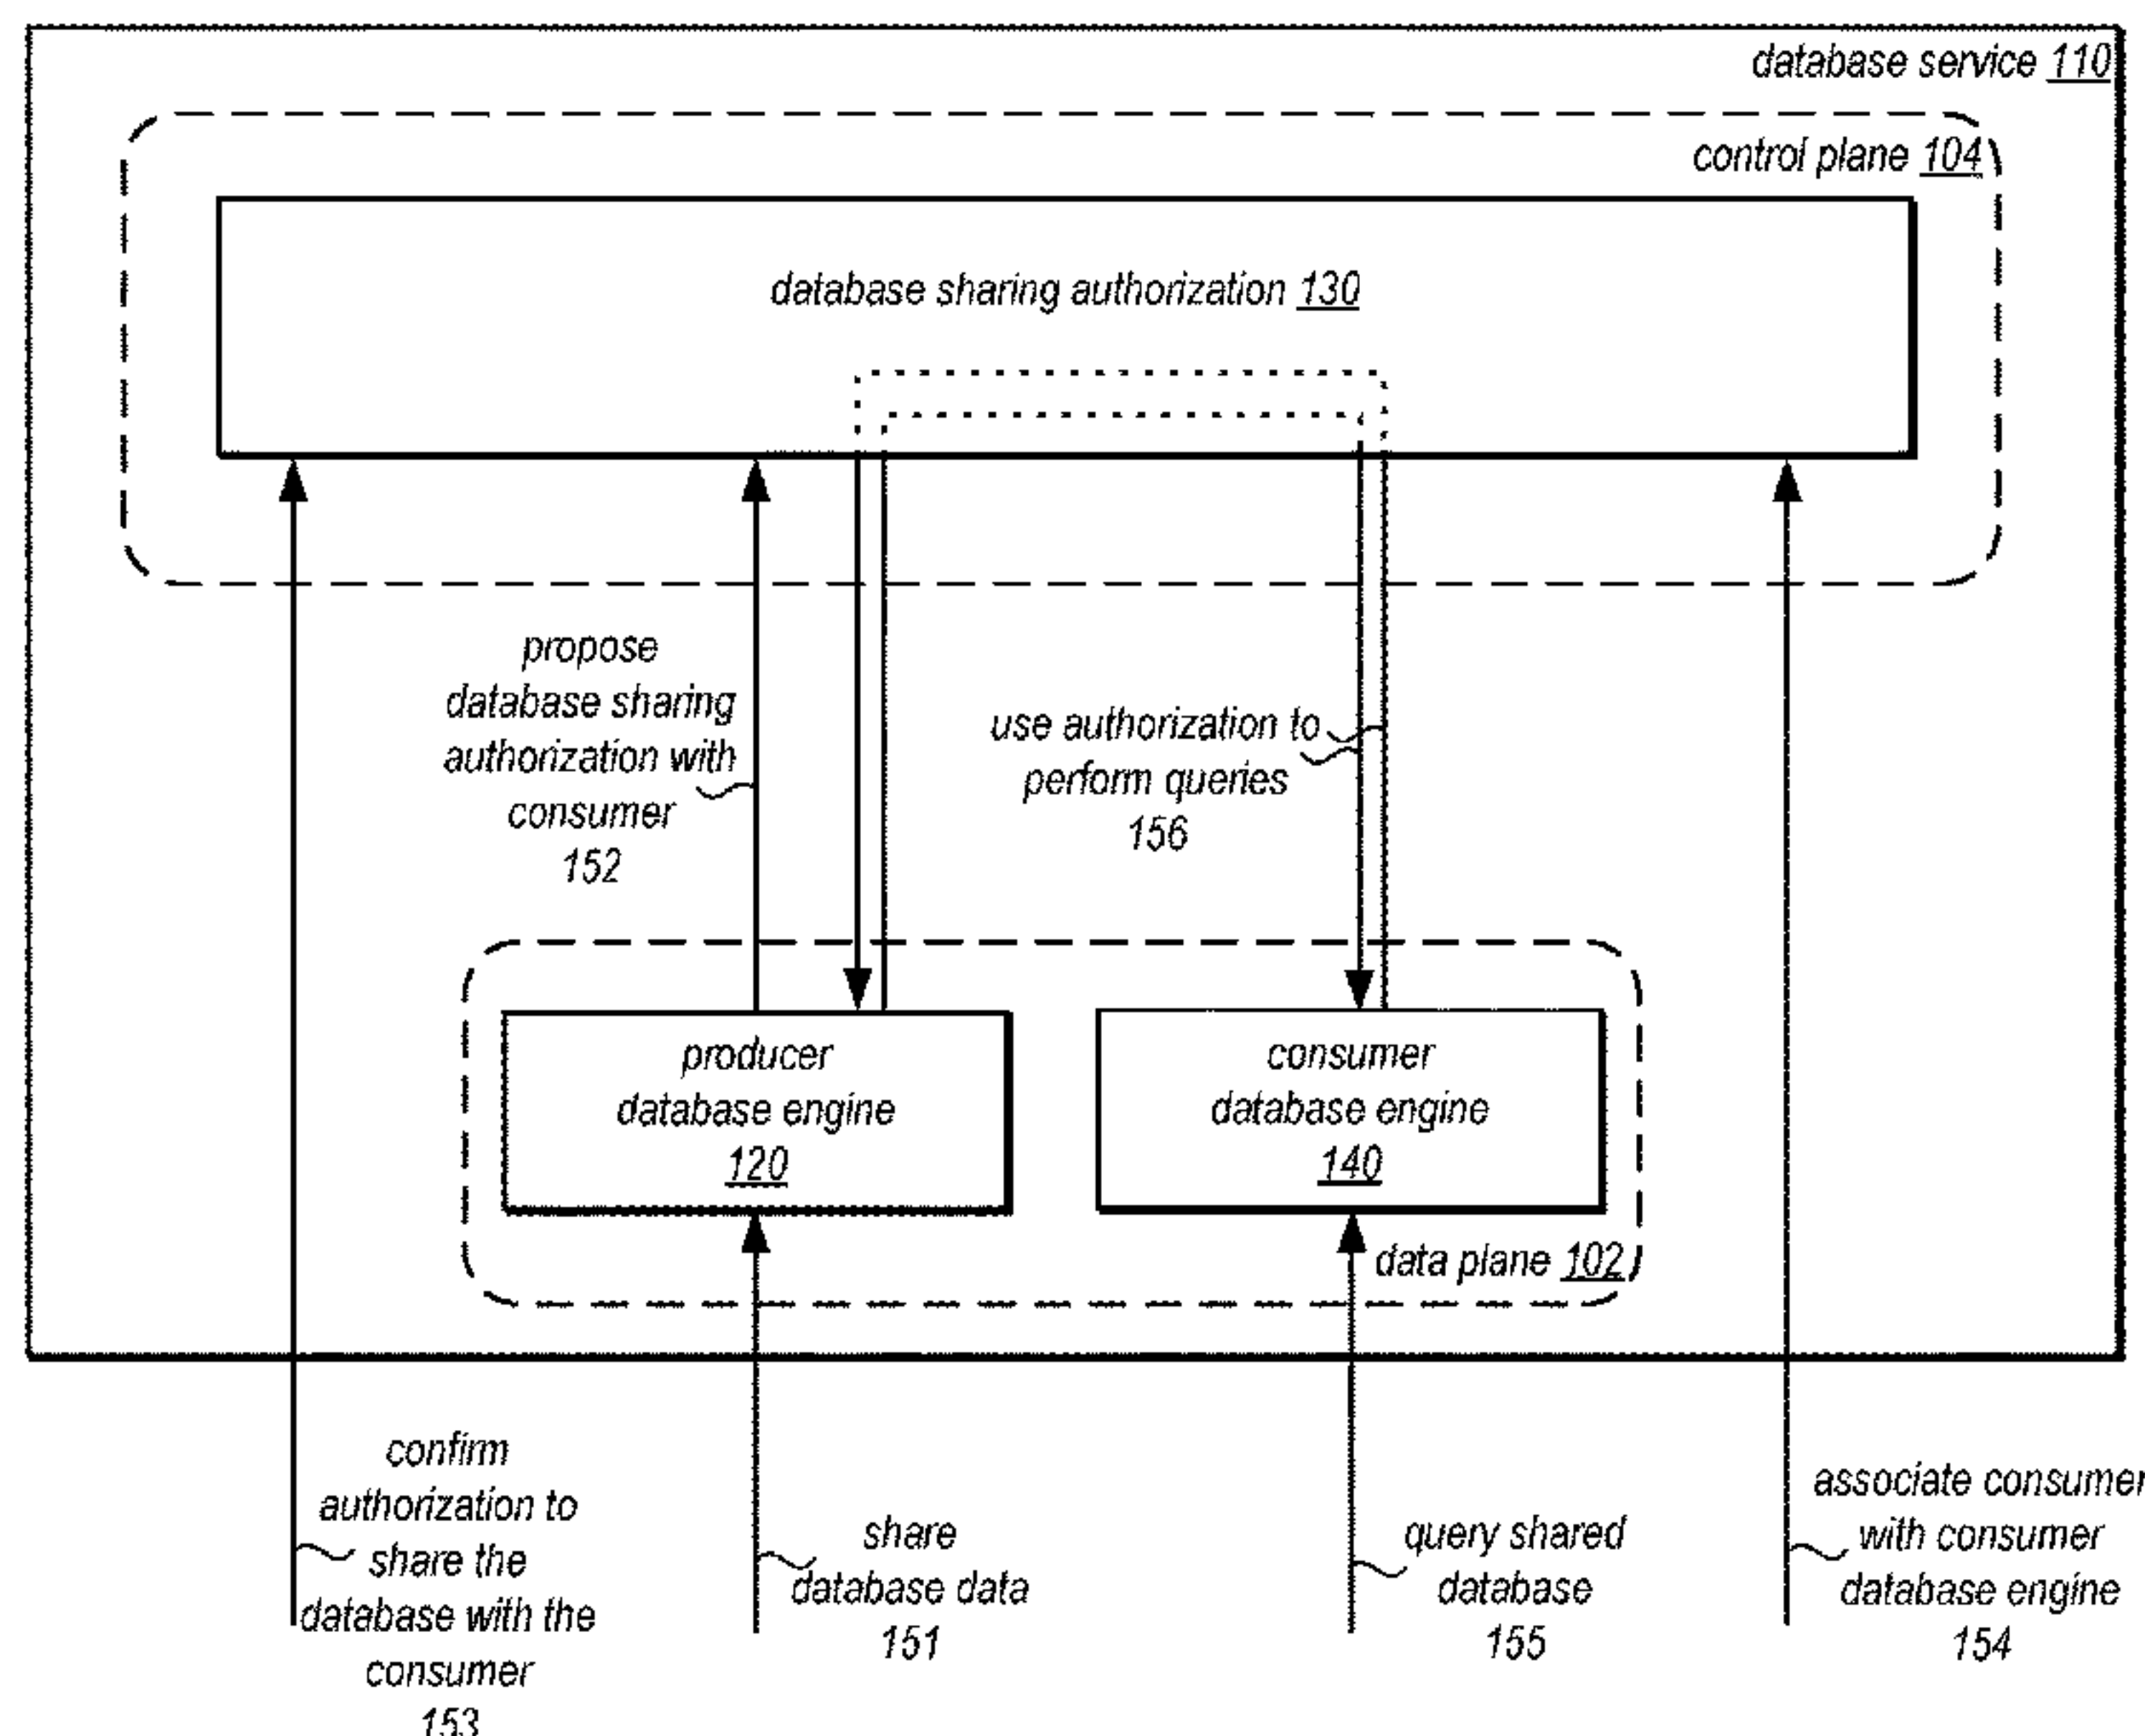 database service 110
control plane 104
database sharing authorization 130
propose
database sharing
authorization with
consumer
152
use authorization to
perform queries
156
producer
database engine
120
consumer
database engine
140
data plane 102
confirm
authorization to
share the
database with the
consumer
153
share
database data
151
query shared
database
155
associate consumer
with consumer
database engine
154